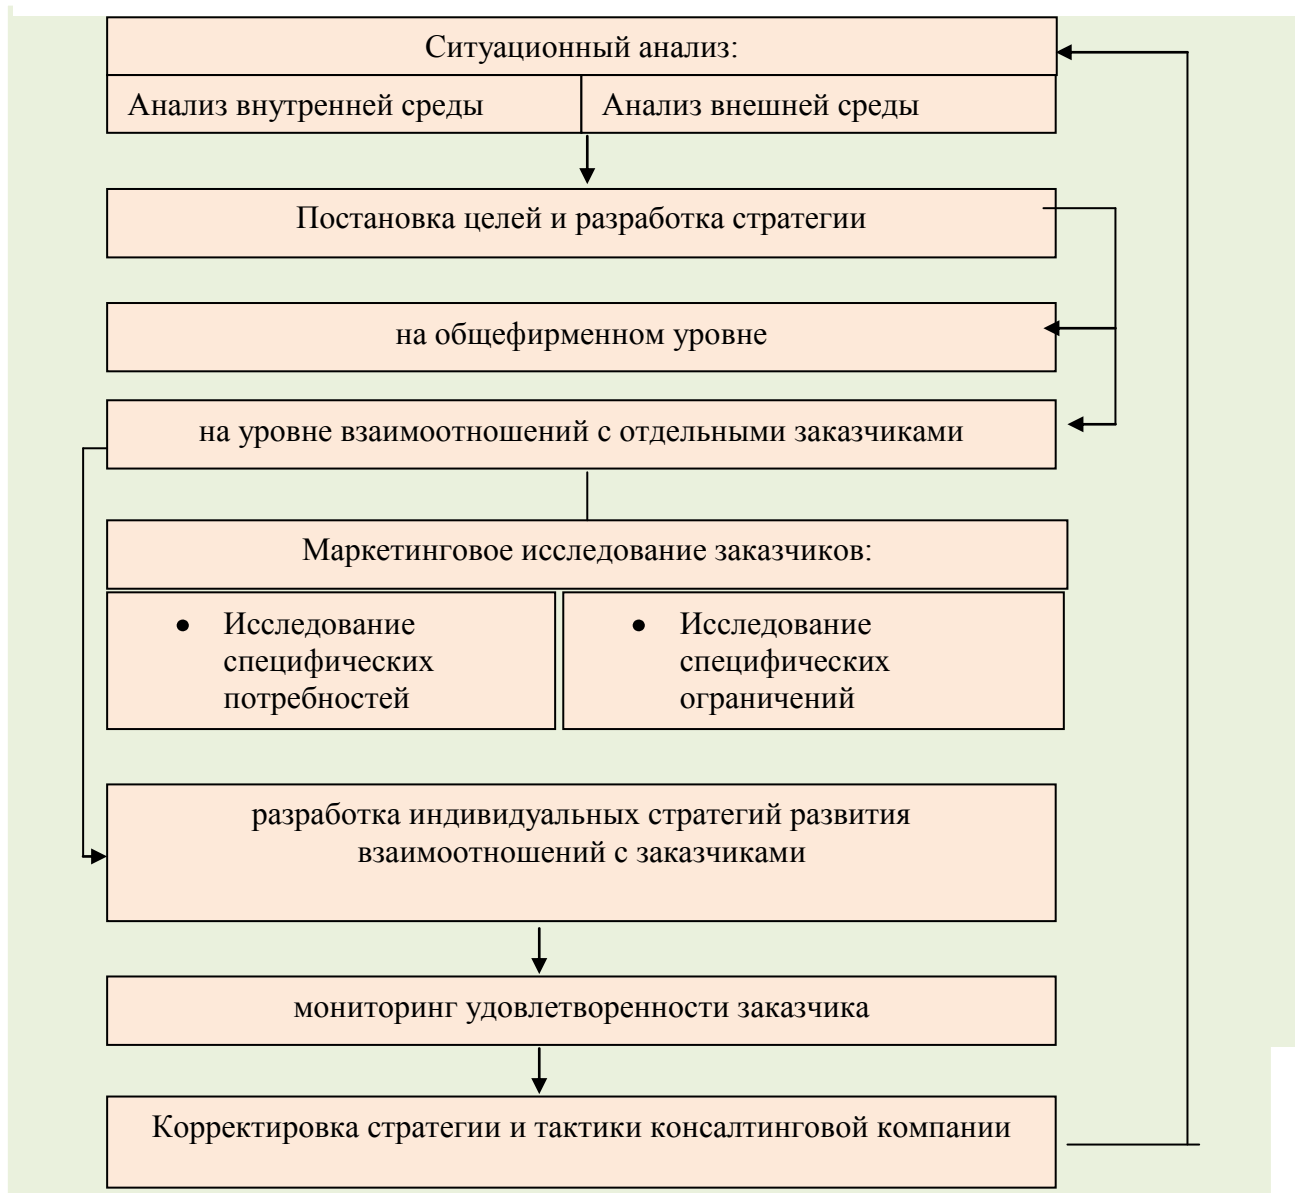 Ситуационный анализ:
Анализ внутренней среды
Анализ внешней среды
Постановка целей и разработка стратегии
на общефирменном уровне
на уровне взаимоотношений с отдельными заказчиками
Маркетинговое исследование заказчиков:
• Исследование
специфических
потребностей
• Исследование
специфических
ограничений
разработка индивидуальных стратегий развития
взаимоотношений с заказчиками
мониторинг удовлетворенности заказчика
Корректировка стратегии и тактики консалтинговой компании